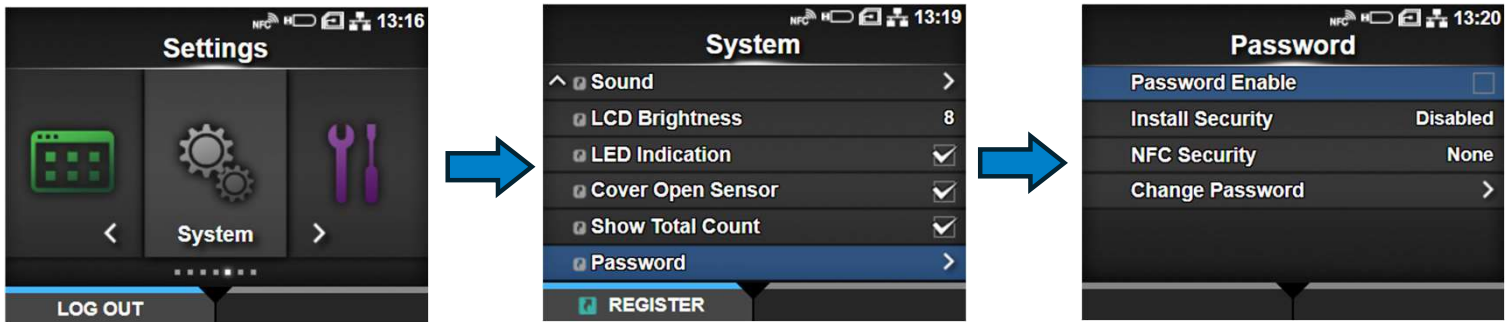 NFC H 13:16
Settings
System
LOG OUT
NFC H 13:19
System
Sound
LCD Brightness 8
LED Indication
Cover Open Sensor
Show Total Count
Password
REGISTER
NFC H 13:20
Password
Password Enable
Install Security Disabled
NFC Security None
Change Password